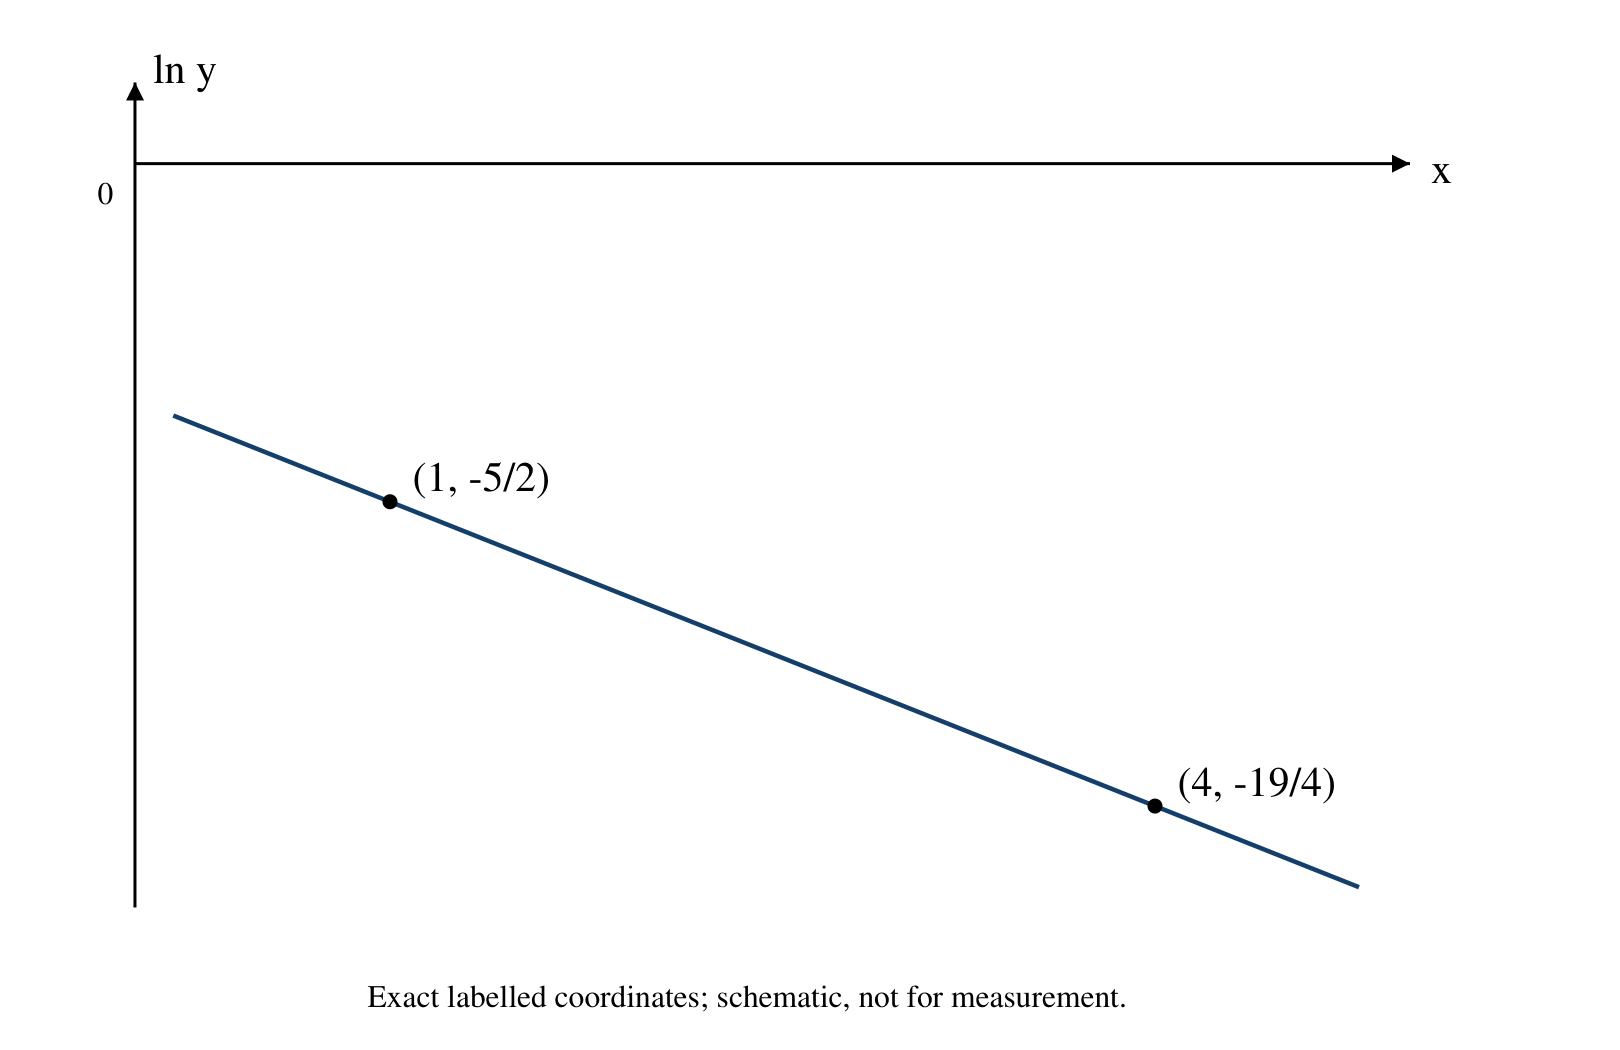 ln y
x
0
(1, -5/2)
(4, -19/4)
Exact labelled coordinates; schematic, not for measurement.